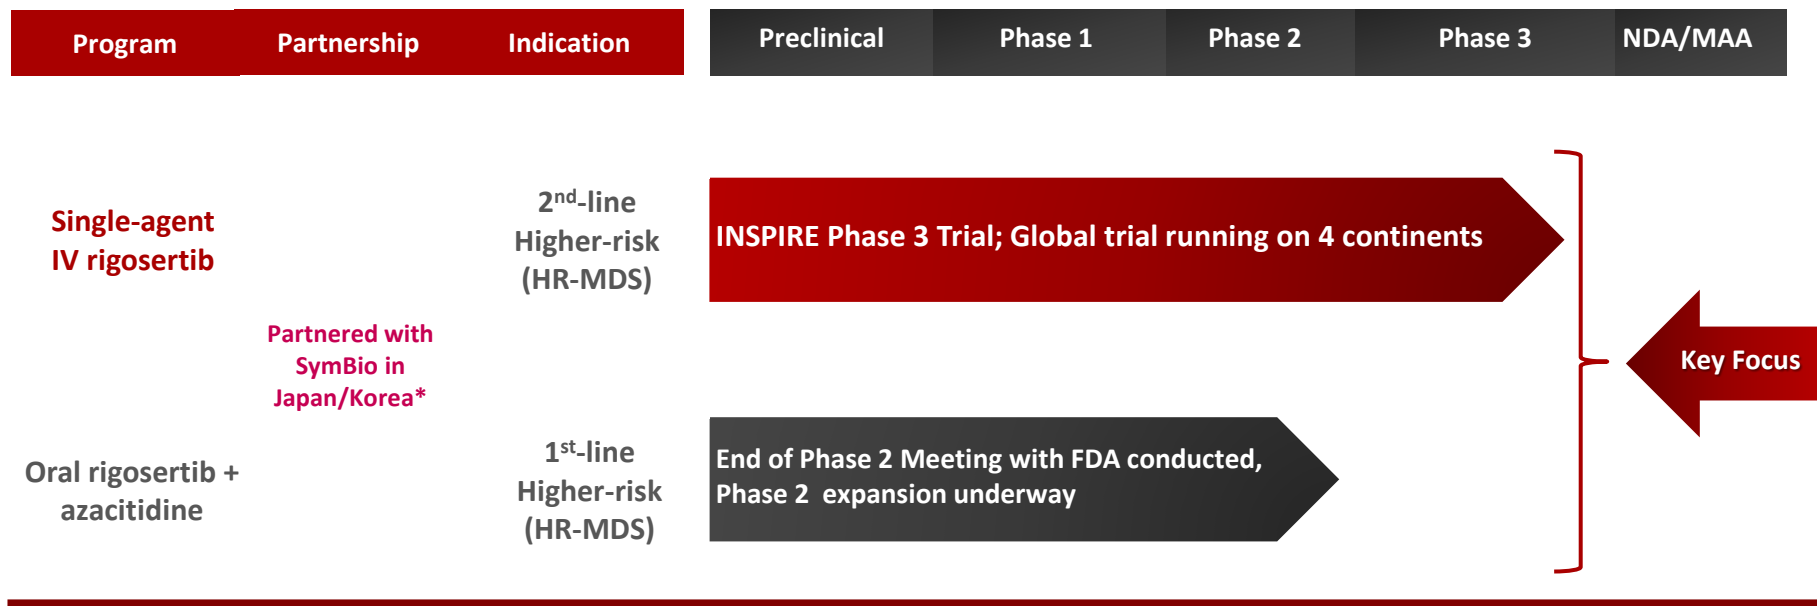 Program Partnership Indication Preclinical Phase 1 Phase 2 Phase 3 NDA/MAA
Single-agent
IV rigosertib
2nd-line
Higher-risk
(HR-MDS)
INSPIRE Phase 3 Trial; Global trial running on 4 continents
Partnered with
SymBio in
Japan/Korea*
Key Focus
Oral rigosertib +
azacitidine
1st-line
Higher-risk
(HR-MDS)
End of Phase 2 Meeting with FDA conducted,
Phase 2 expansion underway